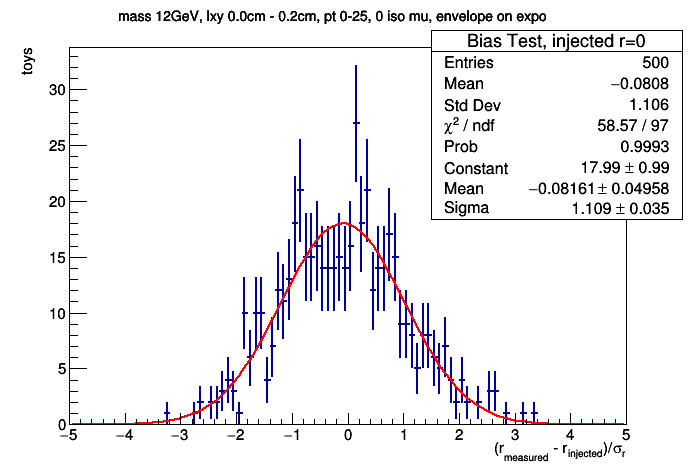 mass 12GeV, lxy 0.0cm - 0.2cm, pt 0-25, 0 iso mu, envelope on expo
Bias Test, injected r=0
Entries 500
Mean −0.0808
Std Dev 1.106
χ² / ndf 58.57 / 97
Prob 0.9993
Constant 17.99 ± 0.99
Mean −0.08161 ± 0.04958
Sigma 1.109 ± 0.035
toys
30
25
20
15
10
5
0
−5 −4 −3 −2 −1 0 1 2 3 4 5
(r_measured - r_injected)/σ_r